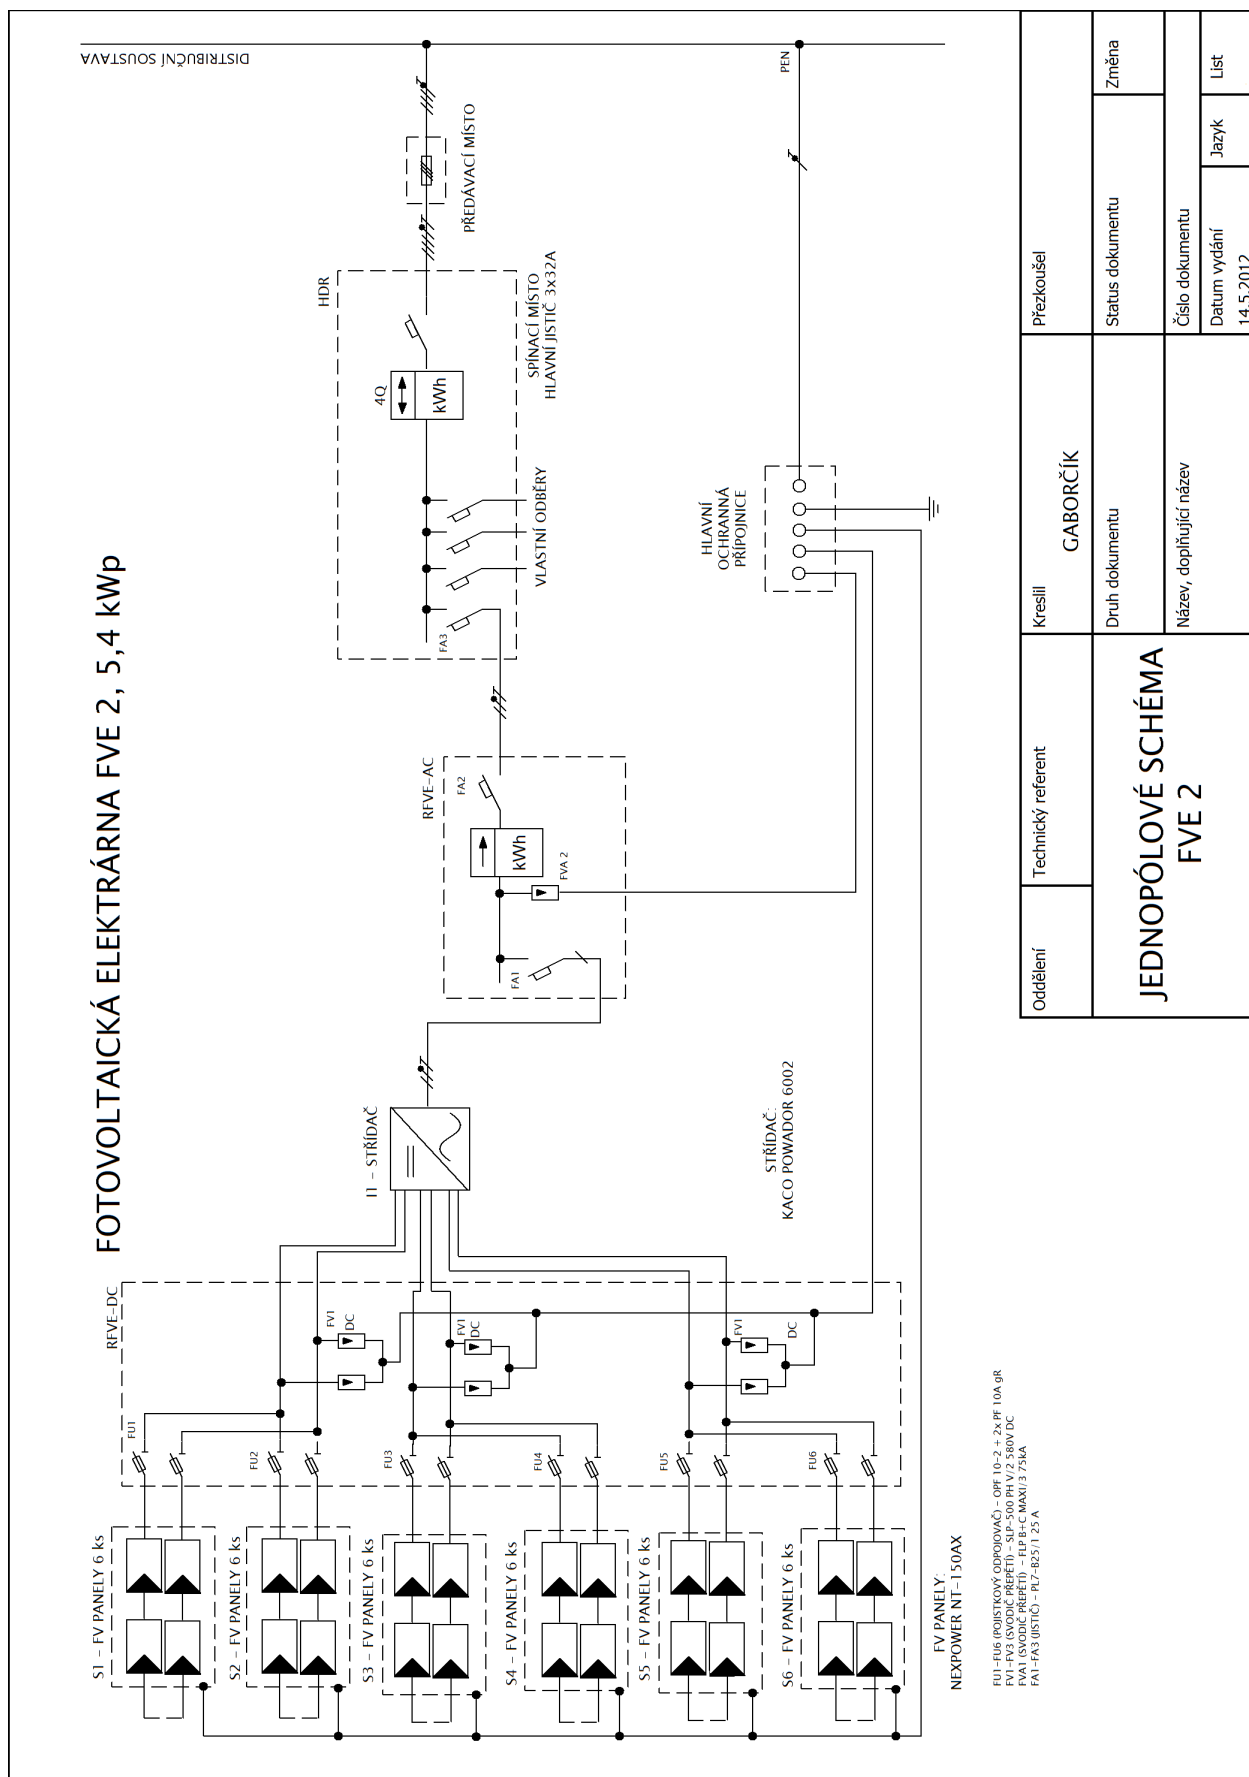 FOTOVOLTAICKÁ ELEKTRÁRNA FVE 2, 5,4 kWp
S1 - FV PANELY 6 ks
S2 - FV PANELY 6 ks
S3 - FV PANELY 6 ks
S4 - FV PANELY 6 ks
S5 - FV PANELY 6 ks
S6 - FV PANELY 6 ks
RFVE-DC
FU1
FU2
FU3
FU4
FU5
FU6
FV1
DC
FV1
DC
FV1
DC
I1 - STŘÍDAČ
STŘÍDAČ:
KACO POWADOR 6002
RFVE-AC
FA1
FVA 2
kWh
FA2
HDR
FA3
VLASTNÍ ODBĚRY
4Q
kWh
SPÍNACÍ MÍSTO
HLAVNÍ JISTIČ 3x32A
PŘEDÁVACÍ MÍSTO
DISTRIBUČNÍ SOUSTAVA
HLAVNÍ
OCHRANNÁ
PŘÍPOJNICE
PEN
FV PANELY:
NEXPOWER NT-150AX
FU1-FU6 (POJISTKOVÝ ODPOJOVAČ) - OPF 10-2 + 2x PF 10A gR
FV1-FV3 (SVODIČ PŘEPĚTÍ) - SLP-500 PH V/2 580V DC
FVA1 (SVODIČ PŘEPĚTÍ) - FLP B+C MAXI/3 75kA
FA1-FA3 (JISTIČ) - PL7-B25/1 25 A
Oddělení
Technický referent
Kreslil
GABORČÍK
Přezkoušel
JEDNOPÓLOVÉ SCHÉMA
FVE 2
Druh dokumentu
Status dokumentu
Změna
Název, doplňující název
Číslo dokumentu
Datum vydání
14.5.2012
Jazyk
List